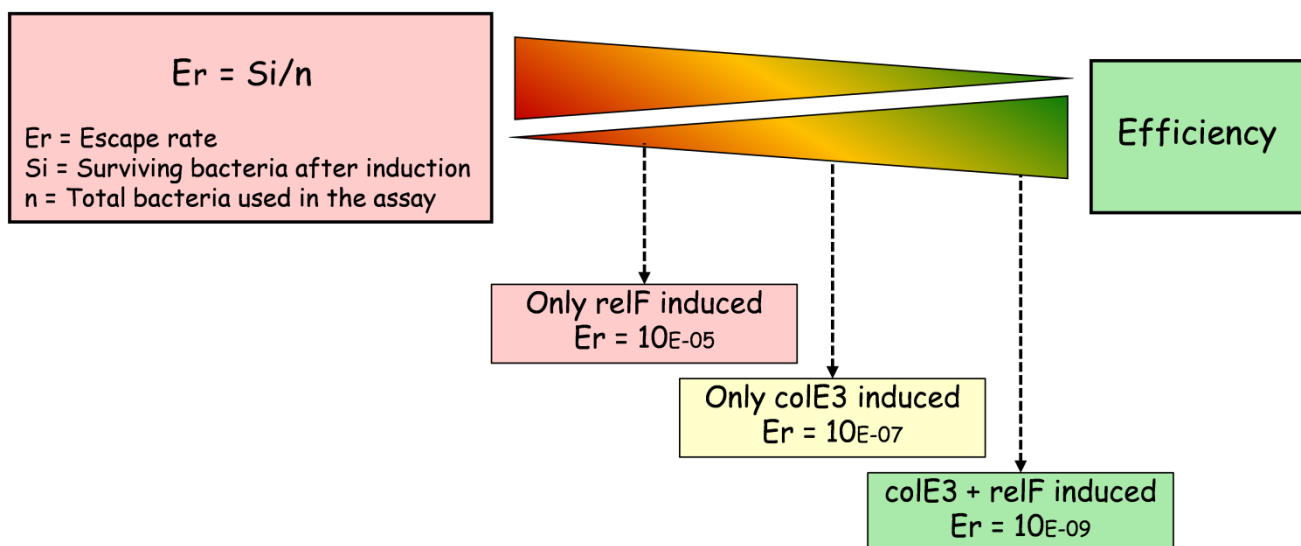 Er = Si/n
Er = Escape rate
Si = Surviving bacteria after induction
n = Total bacteria used in the assay
Efficiency
Only relF induced
Er = 10E-05
Only colE3 induced
Er = 10E-07
colE3 + relF induced
Er = 10E-09